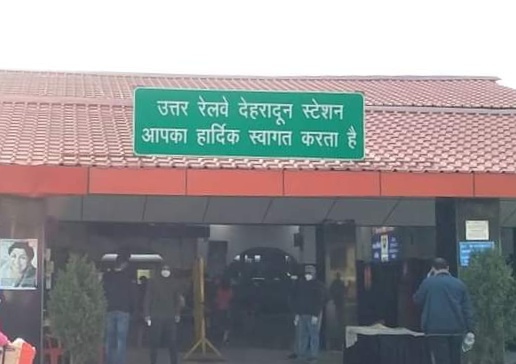 उत्तर रेलवे देहरादून स्टेशन
आपका हार्दिक स्वागत करता है